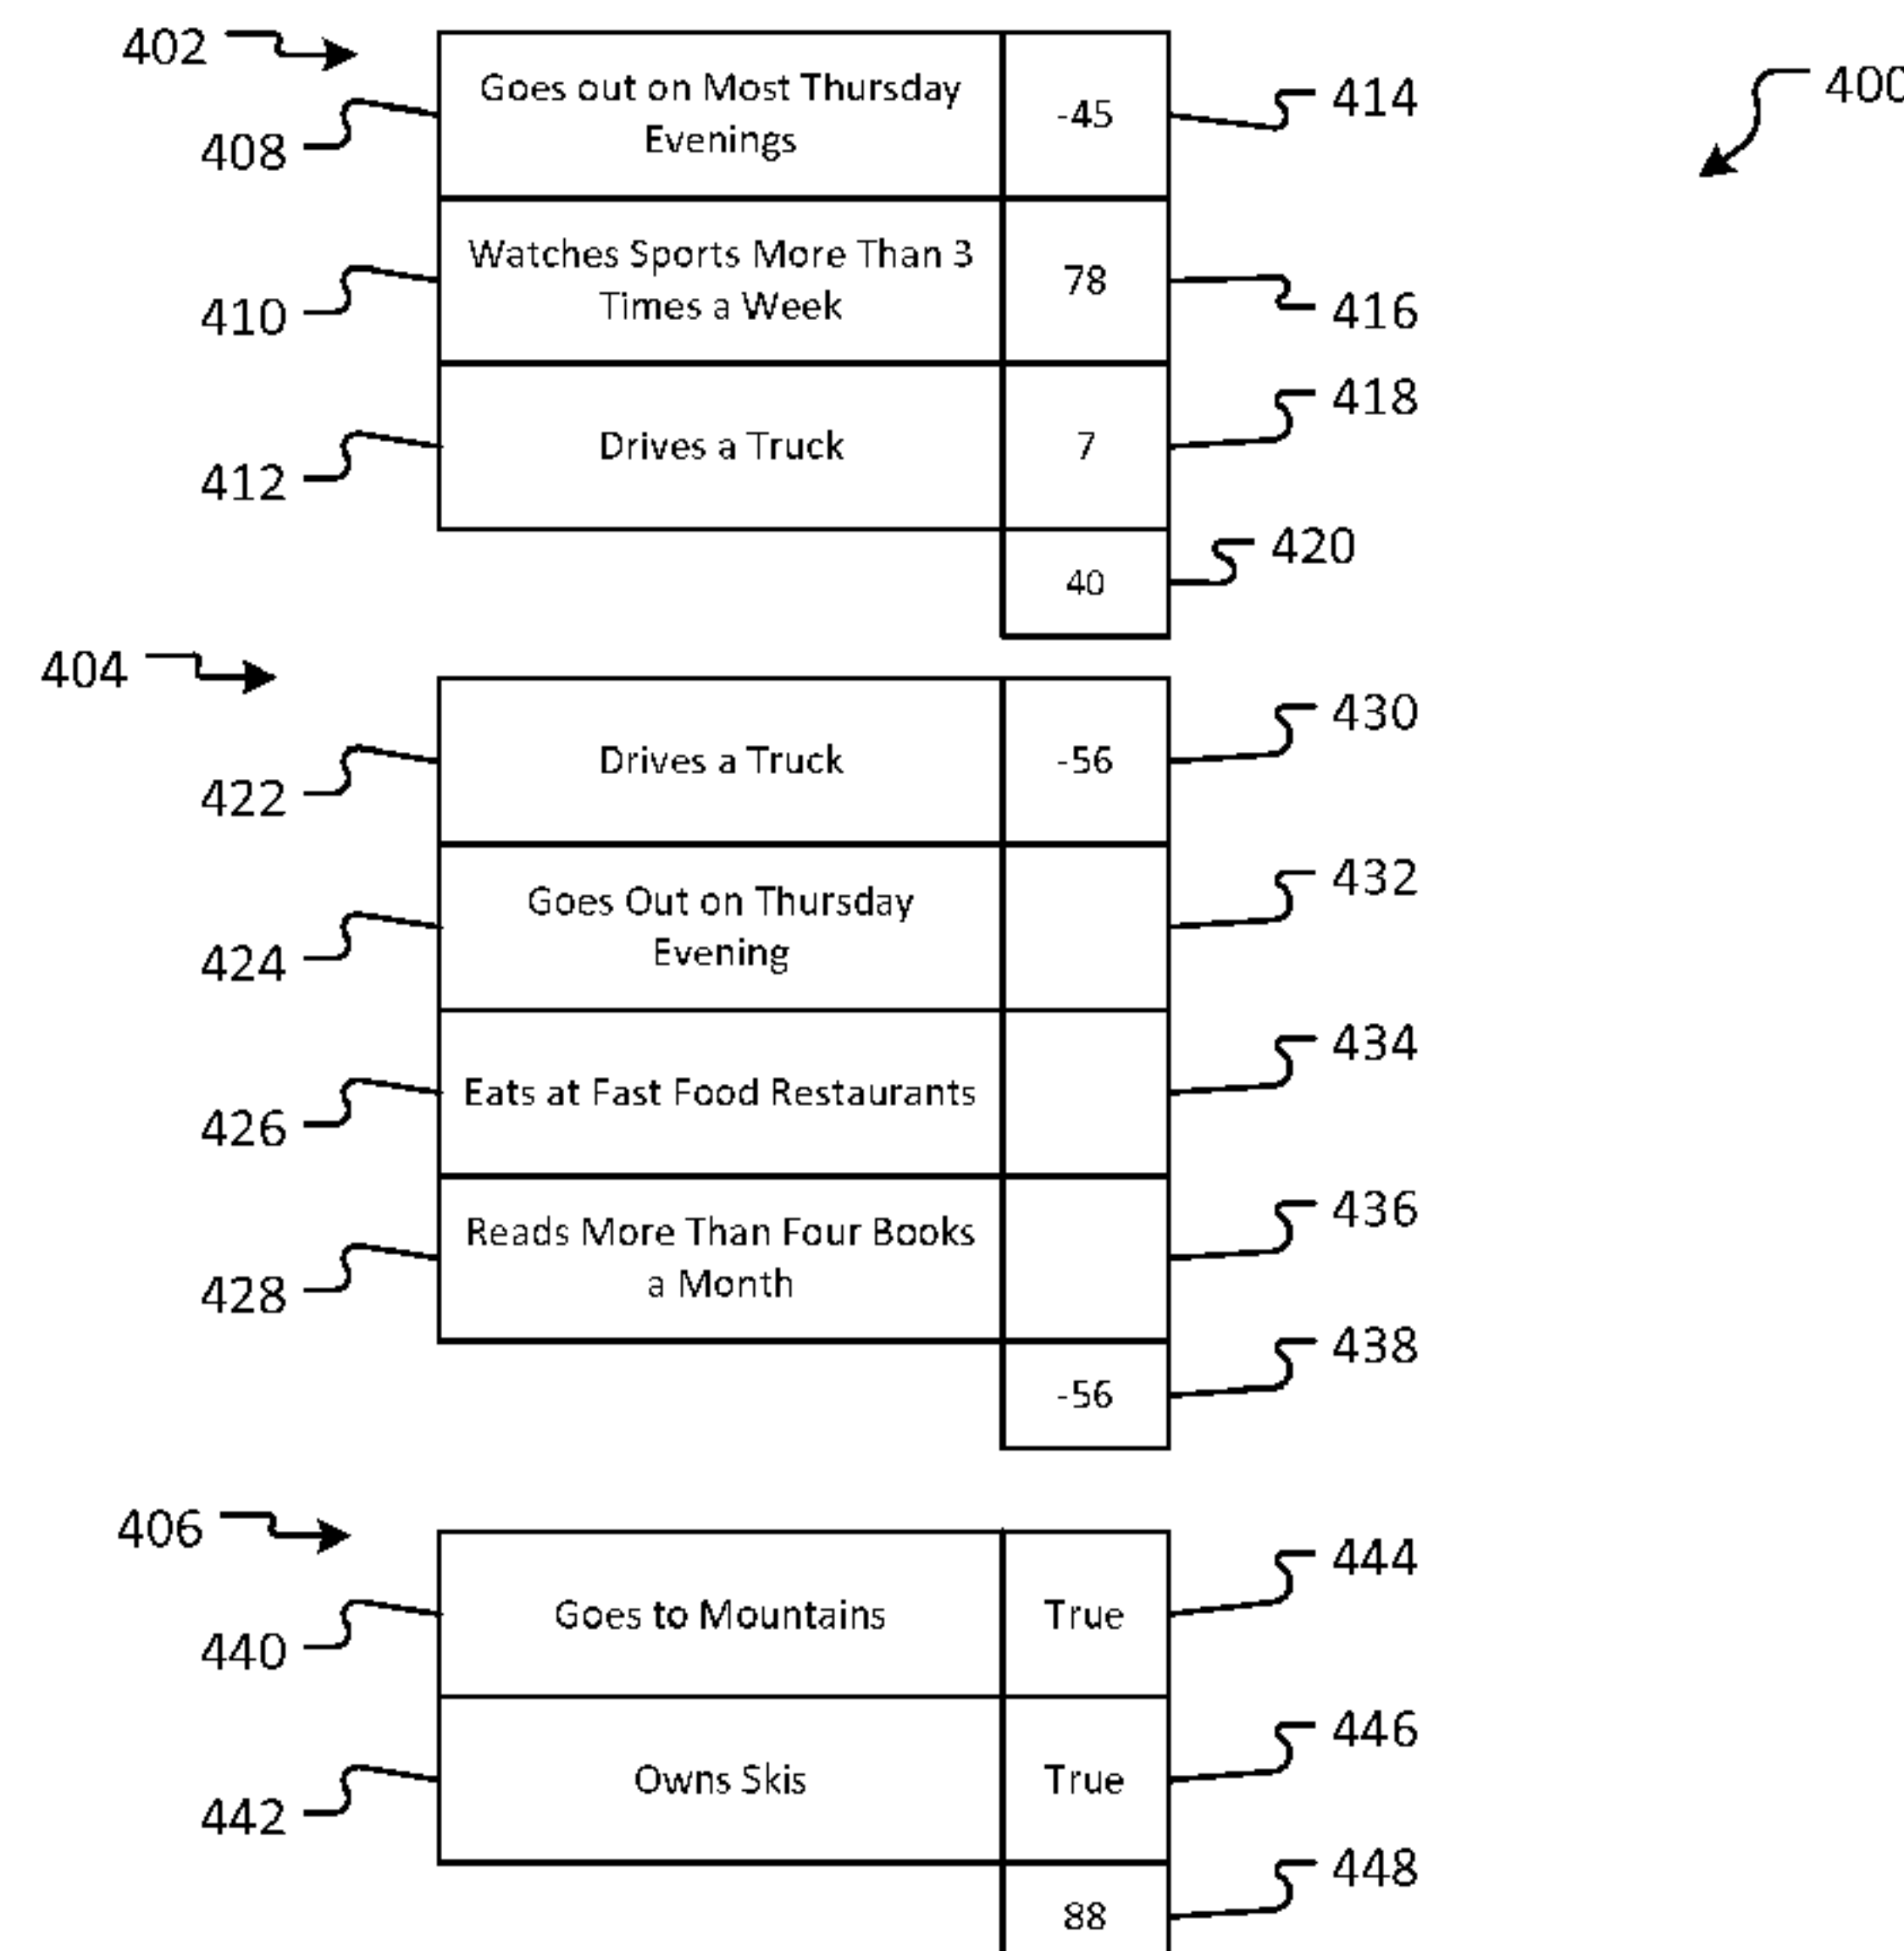 402
400
Goes out on Most Thursday
Evenings
-45
414
408
Watches Sports More Than 3
Times a Week
78
410
416
Drives a Truck
7
418
412
40
420
404
Drives a Truck
-56
430
422
Goes Out on Thursday
Evening
432
424
Eats at Fast Food Restaurants
434
426
Reads More Than Four Books
a Month
436
428
-56
438
406
Goes to Mountains
True
444
440
Owns Skis
True
446
442
88
448